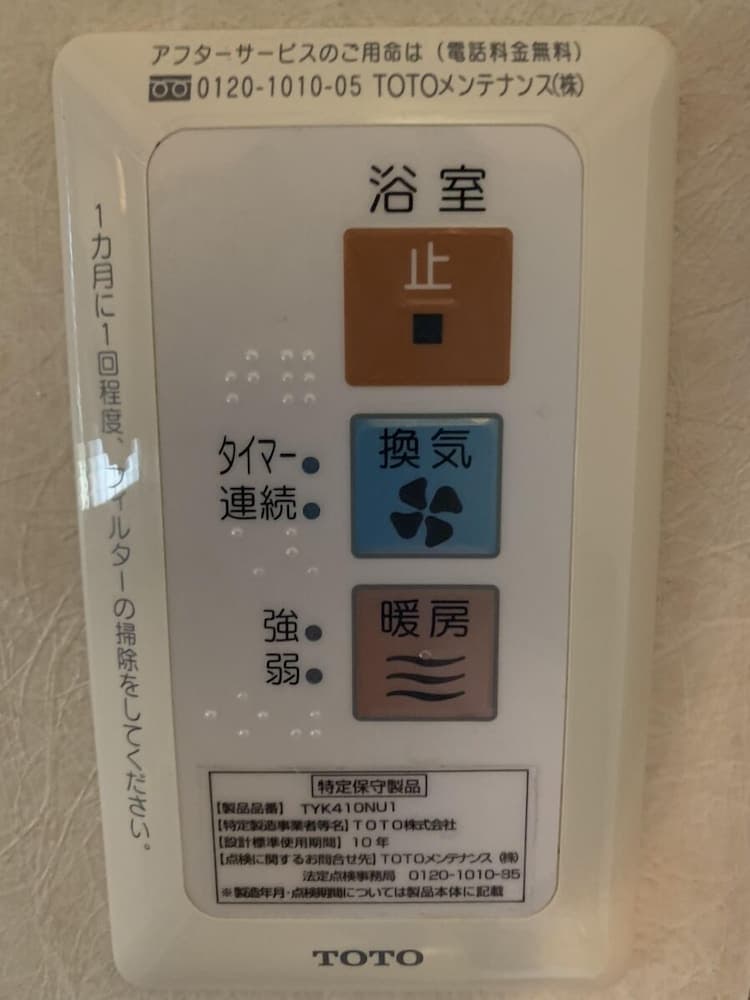 アフターサービスのご用命は（電話料金無料）
0120-1010-05 TOTOメンテナンス(株)
1カ月に1回程度、フィルターの掃除をしてください。
浴室
止
タイマー
連続
換気
強
弱
暖房
特定保守製品
【製品品番】 TYK410NU1
【特定製造事業者等名】TOTO株式会社
【設計標準使用期間】10年
【点検に関するお問合せ先】TOTOメンテナンス（株）
法定点検事務局 0120-1010-85
※製造年月・点検期間については製品本体に記載
TOTO